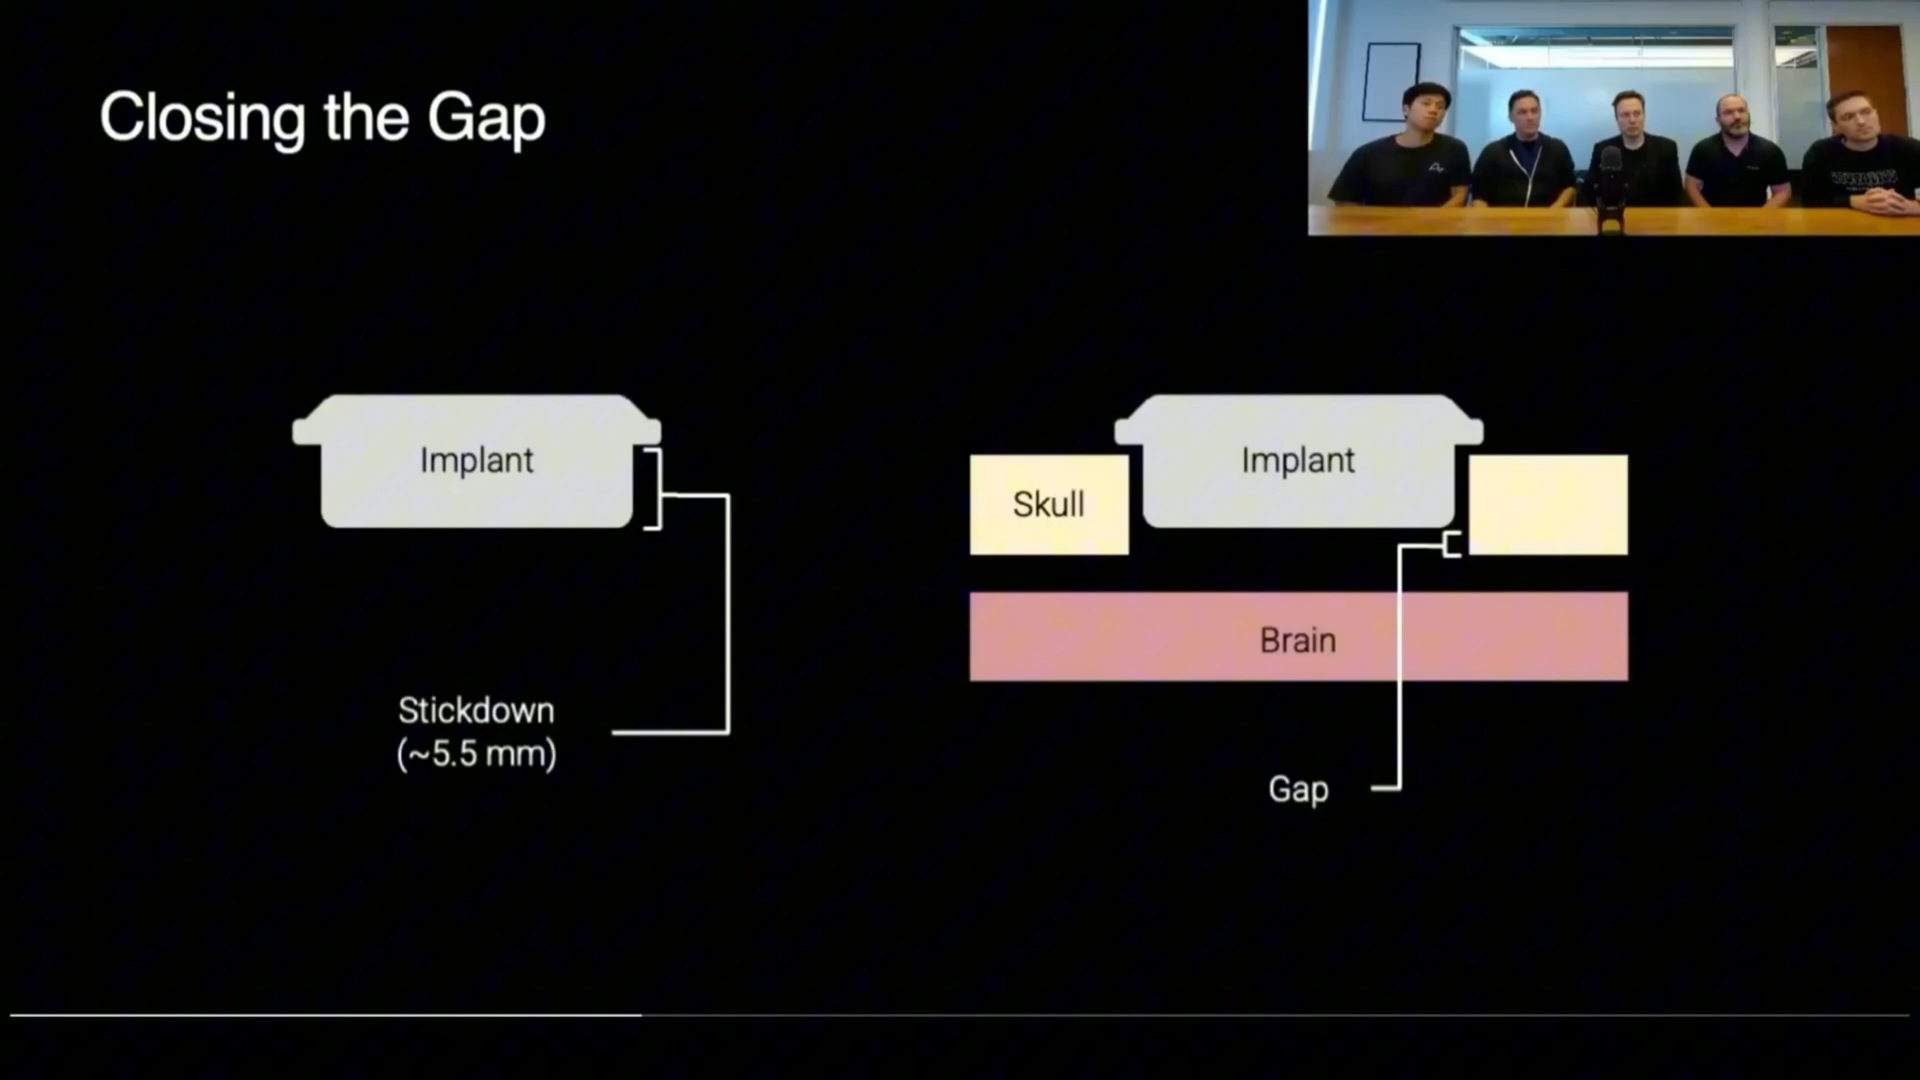 Closing the Gap
Implant
Stickdown
(~5.5 mm)
Skull
Implant
Brain
Gap